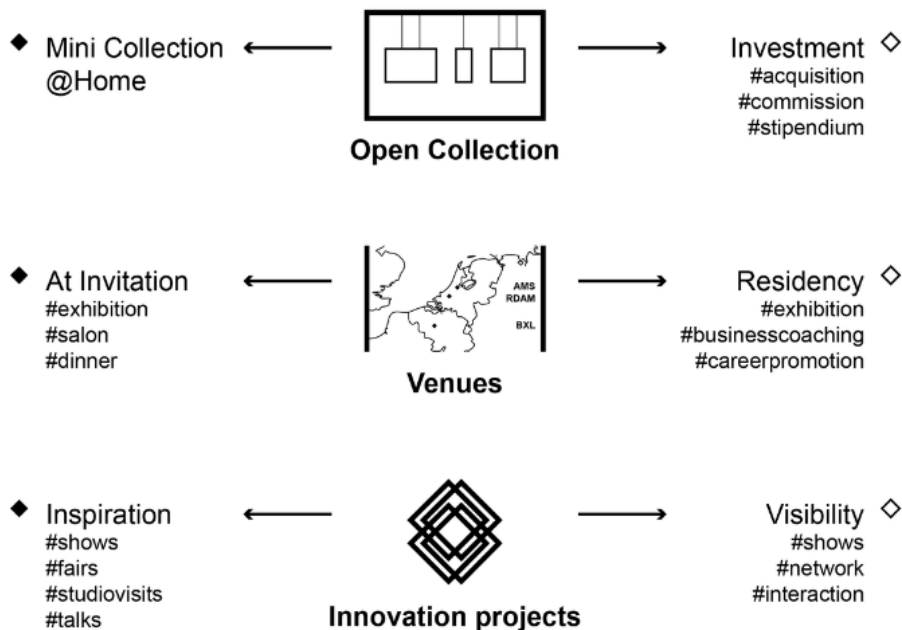 Mini Collection
@Home
Open Collection
Investment
#acquisition
#commission
#stipendium
At Invitation
#exhibition
#salon
#dinner
AMS
RDAM
BXL
Venues
Residency
#exhibition
#businesscoaching
#careerpromotion
Inspiration
#shows
#fairs
#studiovisits
#talks
Innovation projects
Visibility
#shows
#network
#interaction